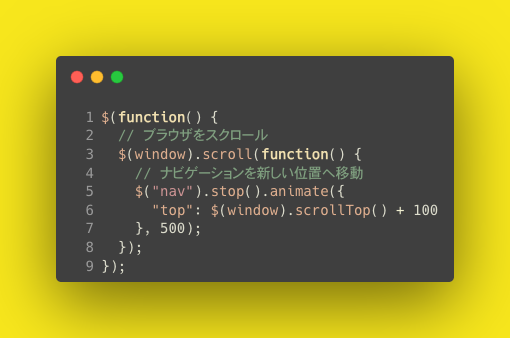 1 $(function() {
2   // ブラウザをスクロール
3   $(window).scroll(function() {
4     // ナビゲーションを新しい位置へ移動
5     $("nav").stop().animate({
6       "top": $(window).scrollTop() + 100
7     }, 500);
8   });
9 });